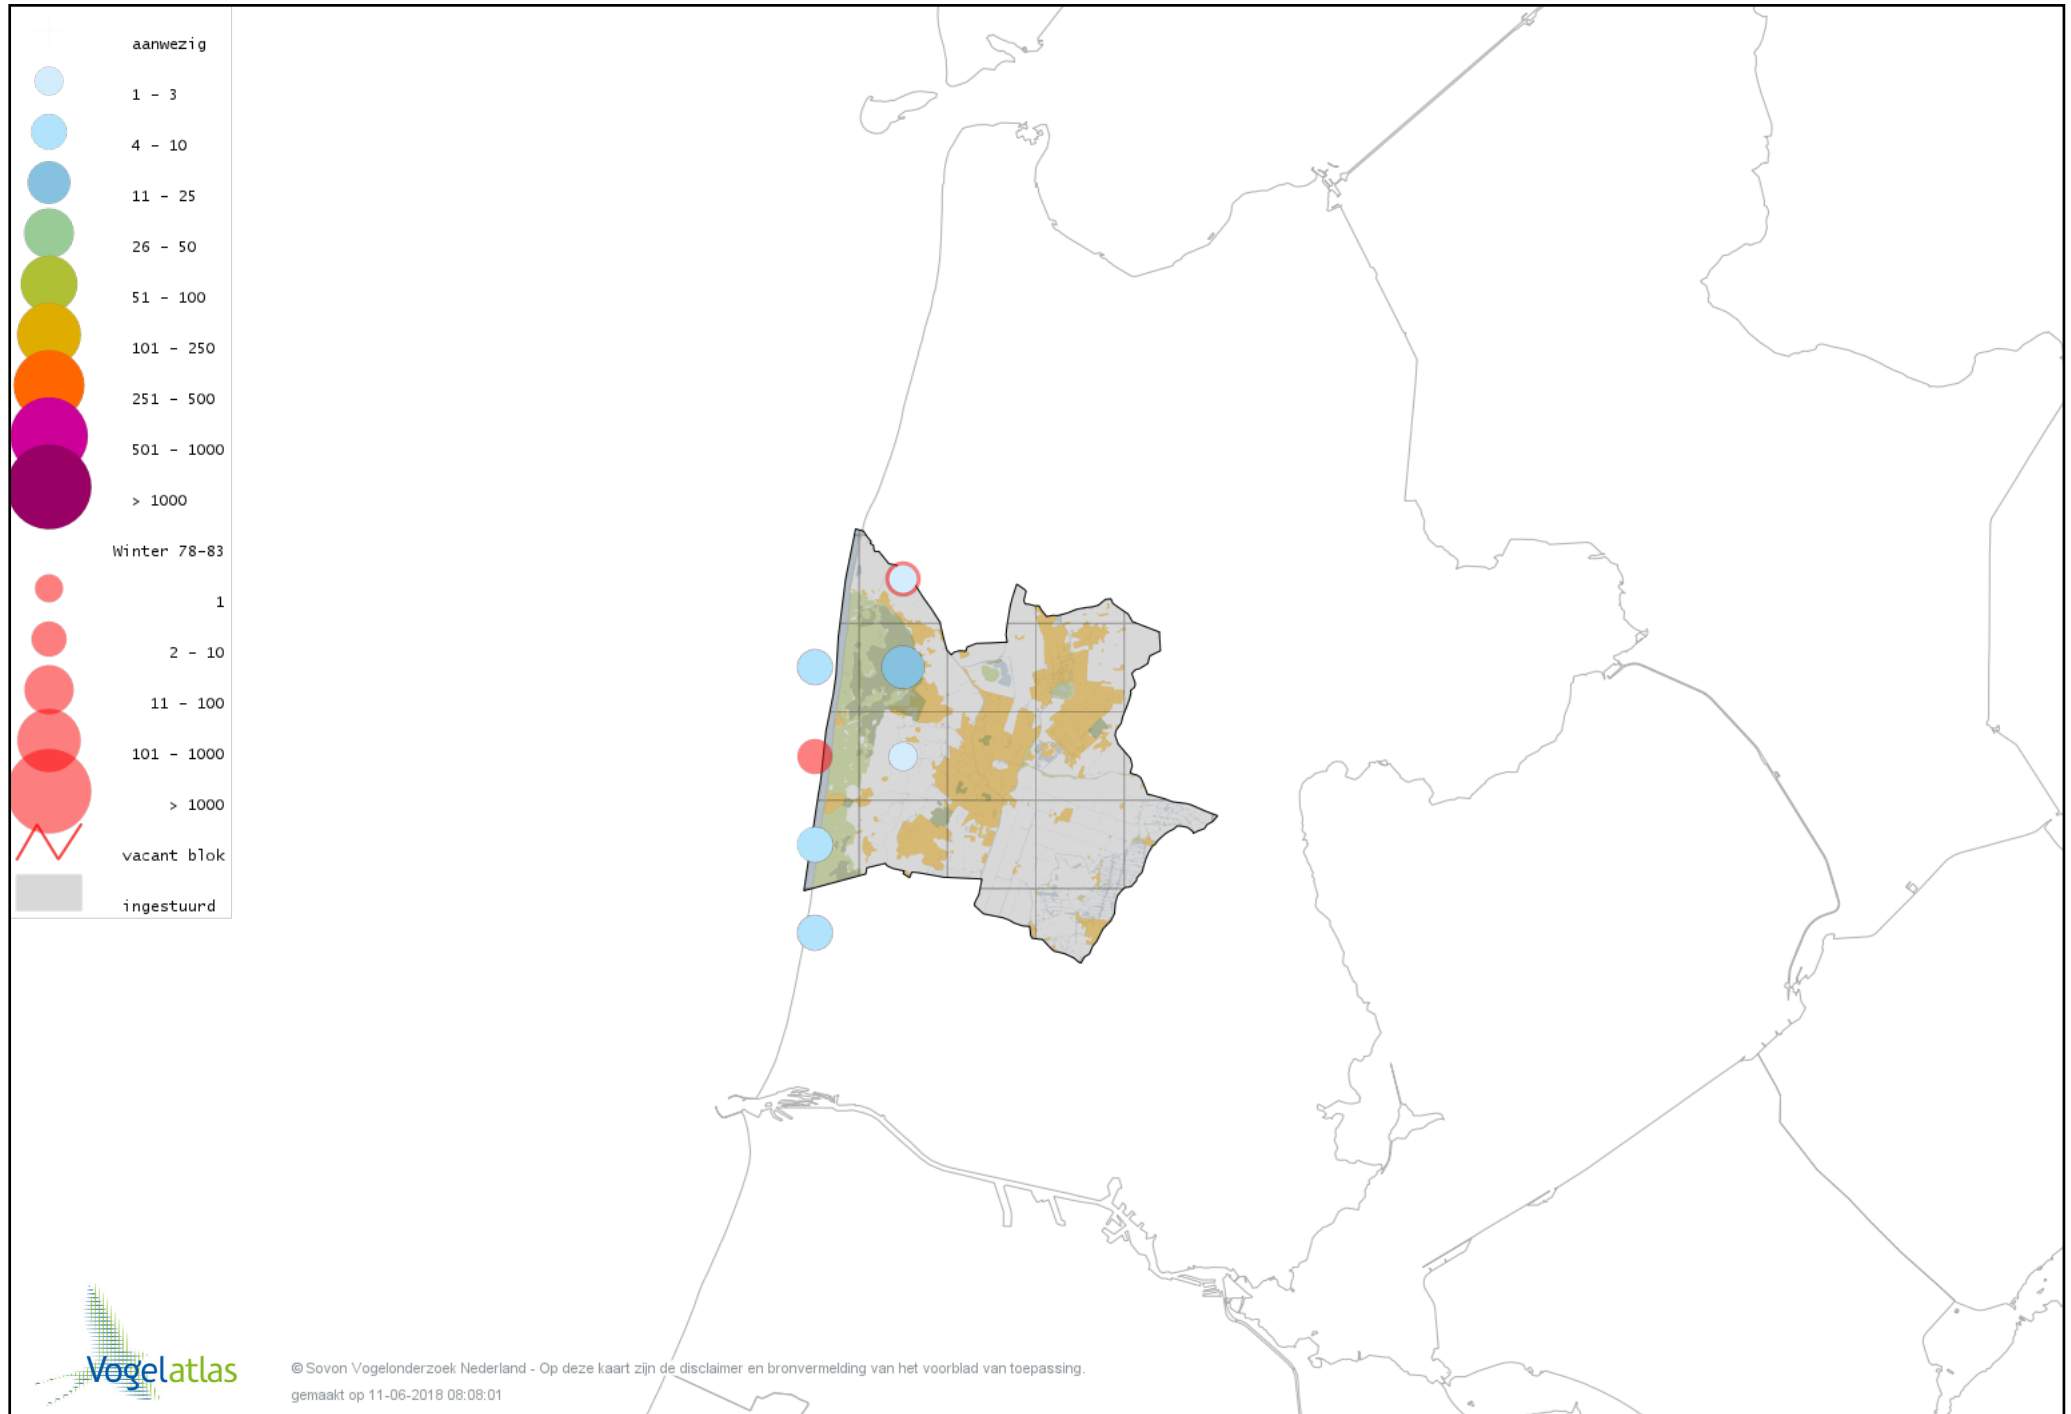 aanwezig
1 – 3
4 – 10
11 – 25
26 – 50
51 – 100
101 – 250
251 – 500
501 – 1000
> 1000
Winter 78–83
1
2 – 10
11 – 100
101 – 1000
> 1000
vacant blok
ingestuurd
Vogelatlas
© Sovon Vogelonderzoek Nederland - Op deze kaart zijn de disclaimer en bronvermelding van het voorblad van toepassing.
gemaakt op 11-06-2018 08:08:01